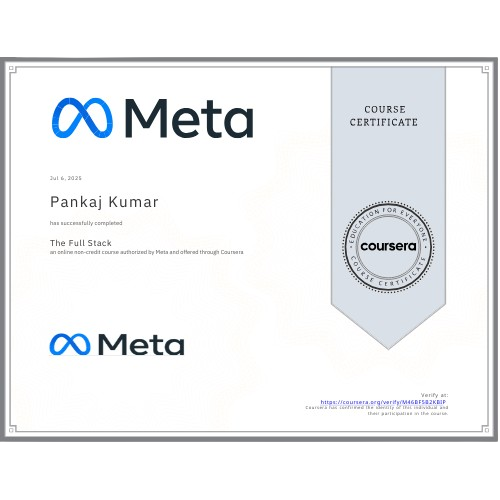 Meta
COURSE
CERTIFICATE
Jul 6, 2025
Pankaj Kumar
has successfully completed
The Full Stack
an online non-credit course authorized by Meta and offered through Coursera
EDUCATION FOR EVERYONE
coursera
COURSE CERTIFICATE
Meta
Verify at:
https://coursera.org/verify/M46BF5B2KBJP
Coursera has confirmed the identity of this individual and
their participation in the course.